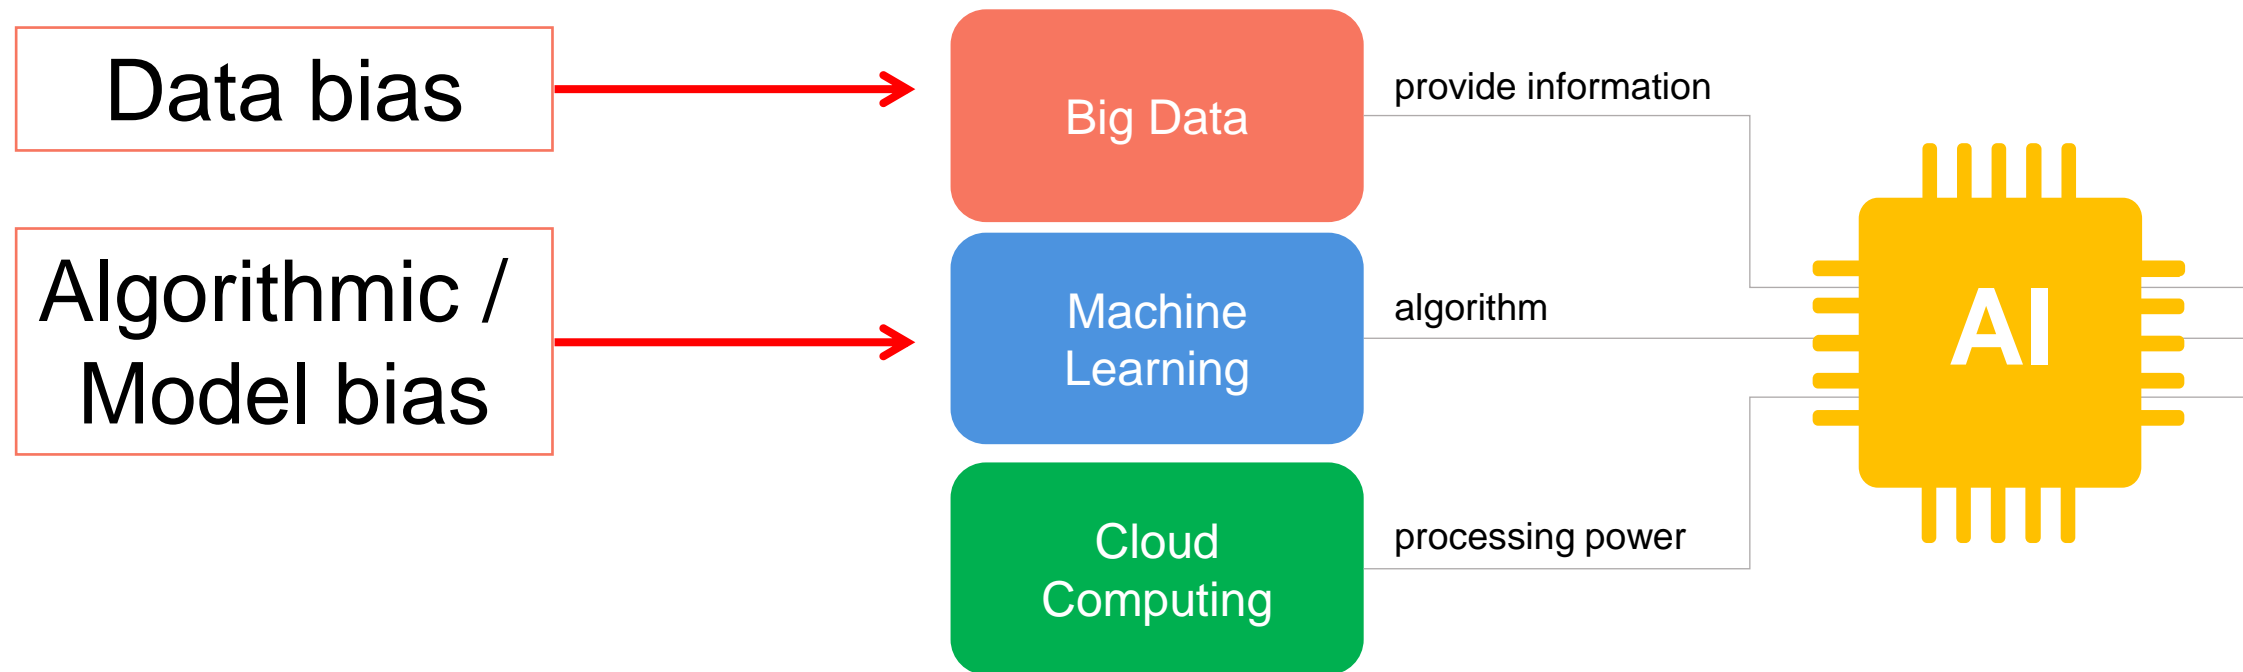 Data bias
Big Data
provide information
Algorithmic /
Model bias
Machine
Learning
algorithm
AI
Cloud
Computing
processing power